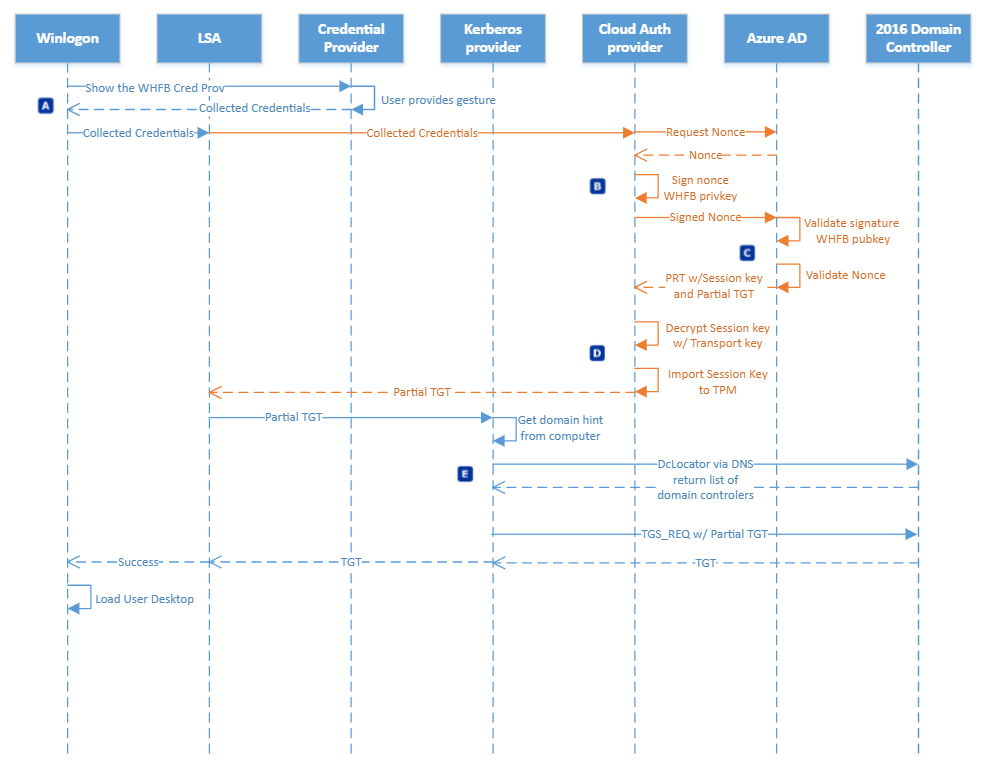 Winlogon
LSA
Credential
Provider
Kerberos
provider
Cloud Auth
provider
Azure AD
2016 Domain
Controller
Show the WHFB Cred Prov
User provides gesture
A
Collected Credentials
Collected Credentials
Collected Credentials
Request Nonce
Nonce
B
Sign nonce
WHFB privkey
Signed Nonce
Validate signature
WHFB pubkey
C
Validate Nonce
PRT w/Session key
and Partial TGT
Decrypt Session key
w/ Transport key
D
Import Session Key
to TPM
Partial TGT
Partial TGT
Get domain hint
from computer
E
DcLocator via DNS
return list of
domain controlers
TGS_REQ w/ Partial TGT
Success
TGT
TGT
Load User Desktop